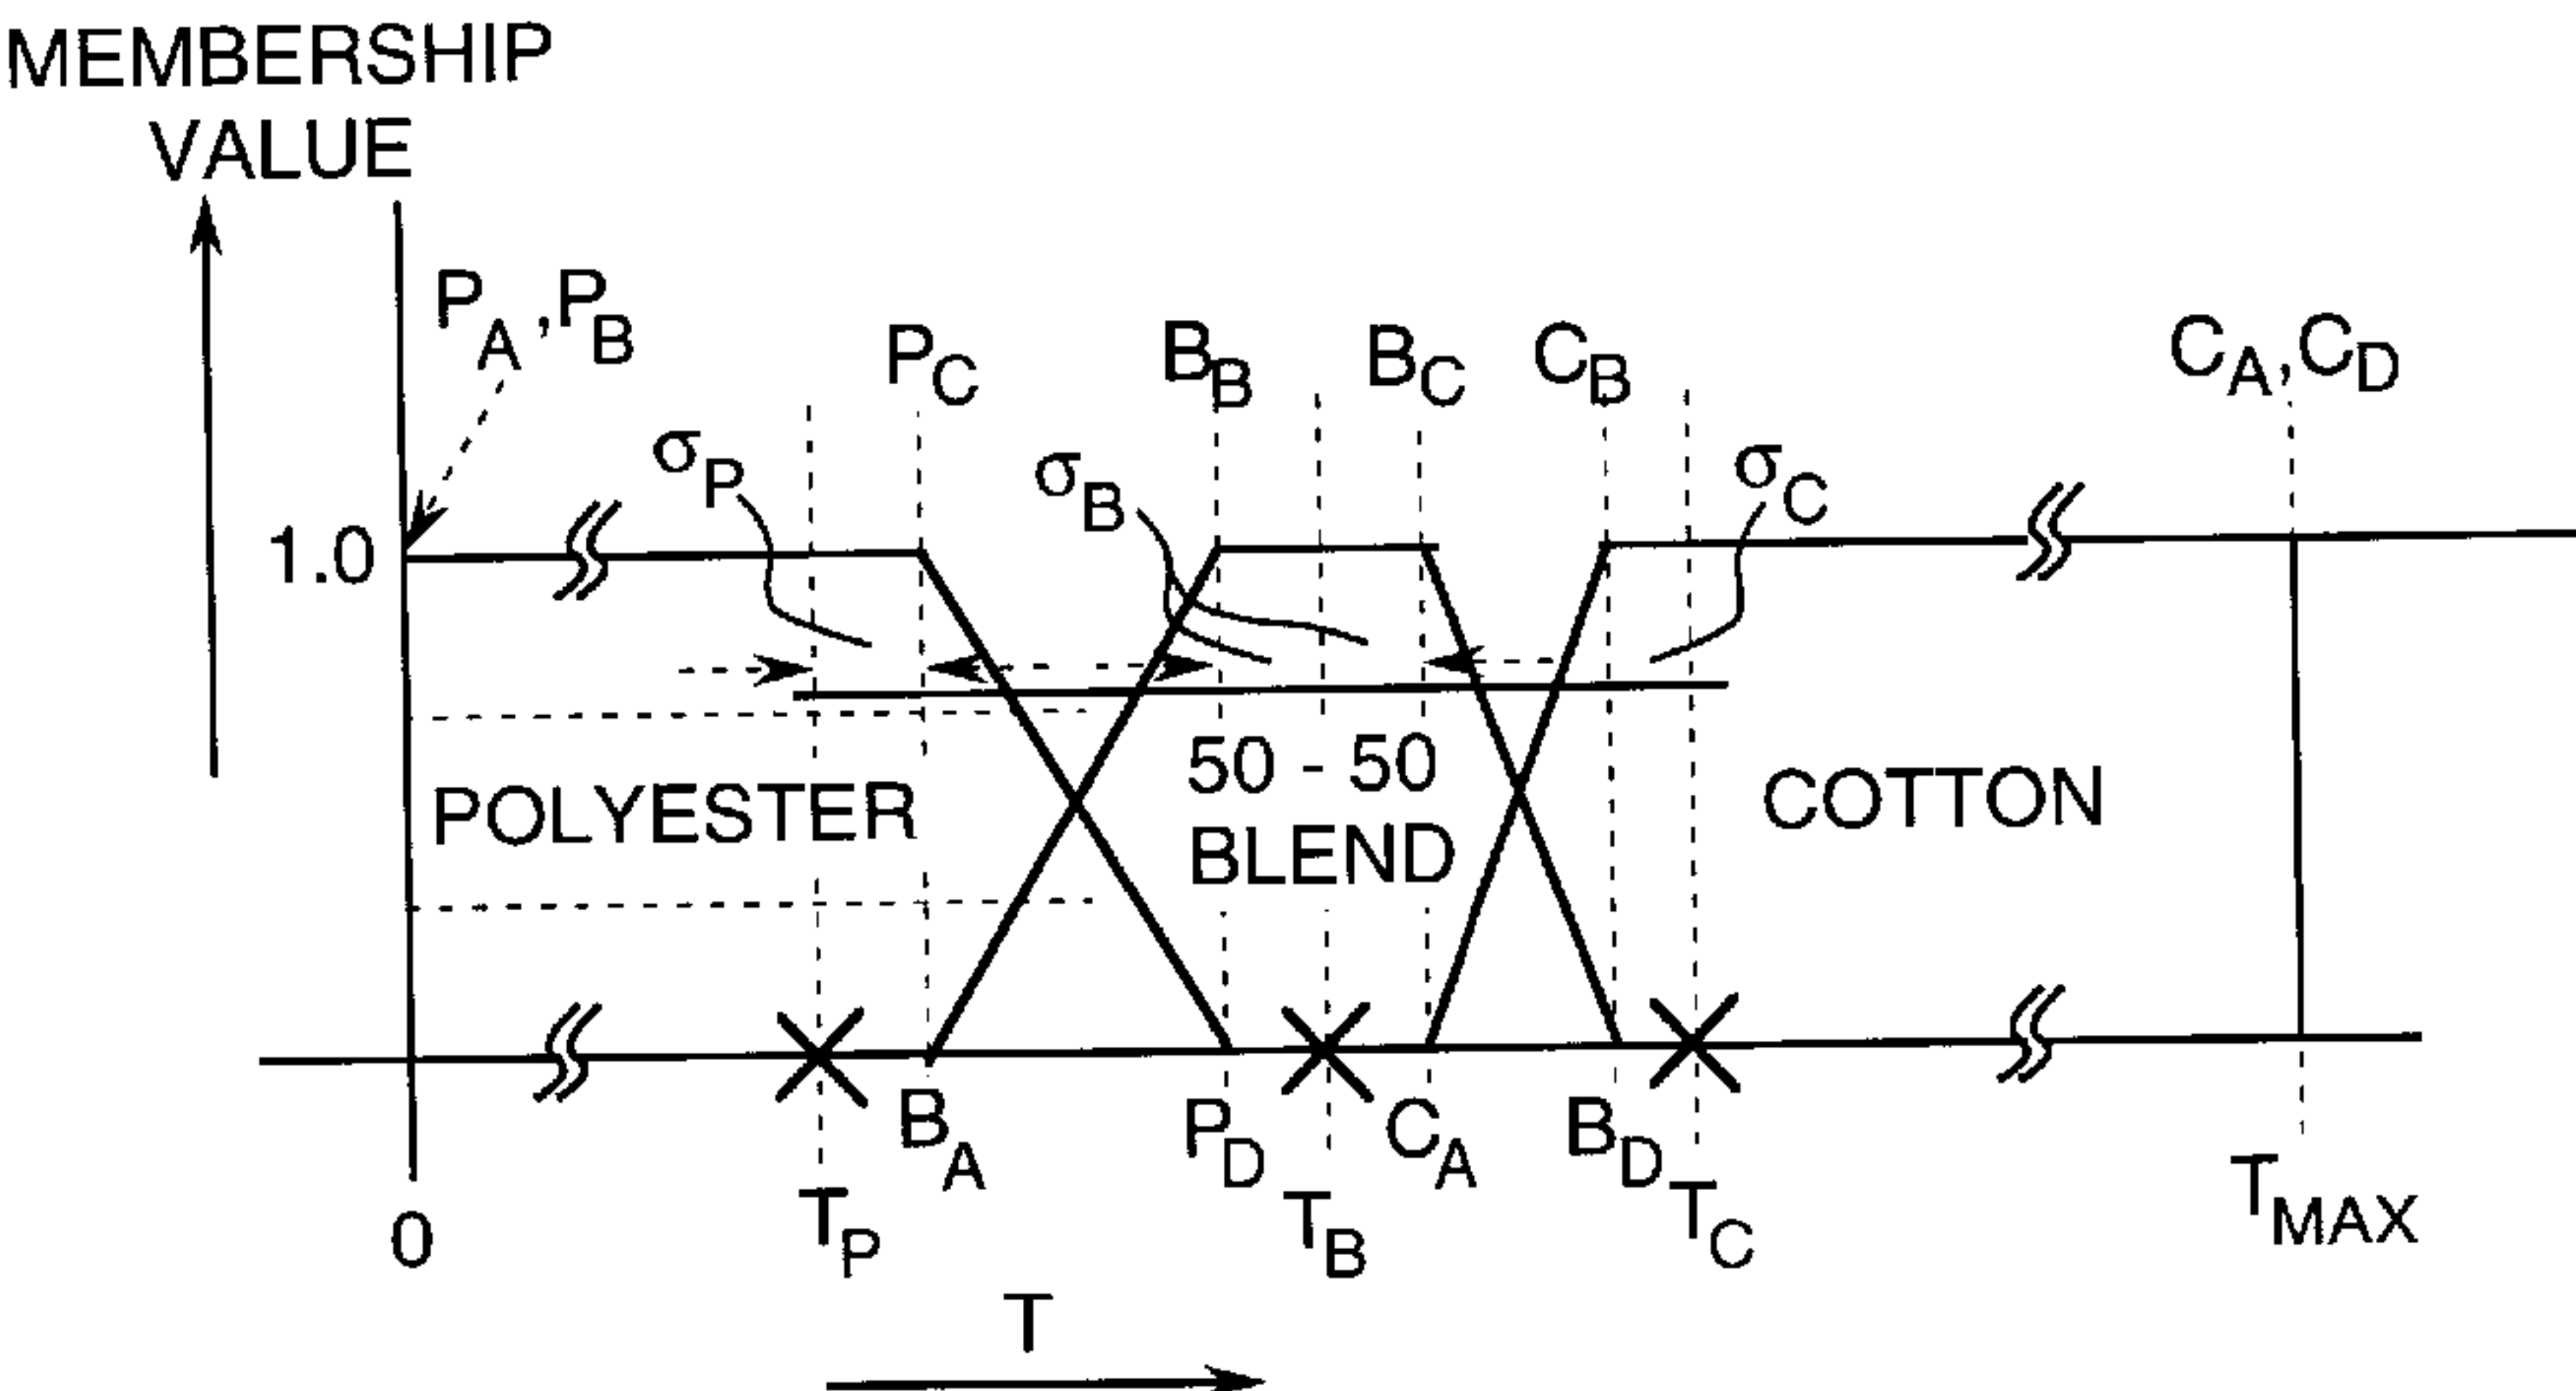 MEMBERSHIP
VALUE
P_A, P_B
P_C
B_B
B_C
C_B
C_A, C_D
σ_P
σ_B
σ_C
1.0
50 - 50
BLEND
POLYESTER
COTTON
B_A
P_D
C_A
B_D
T_P
T_B
T_C
T_MAX
0
T